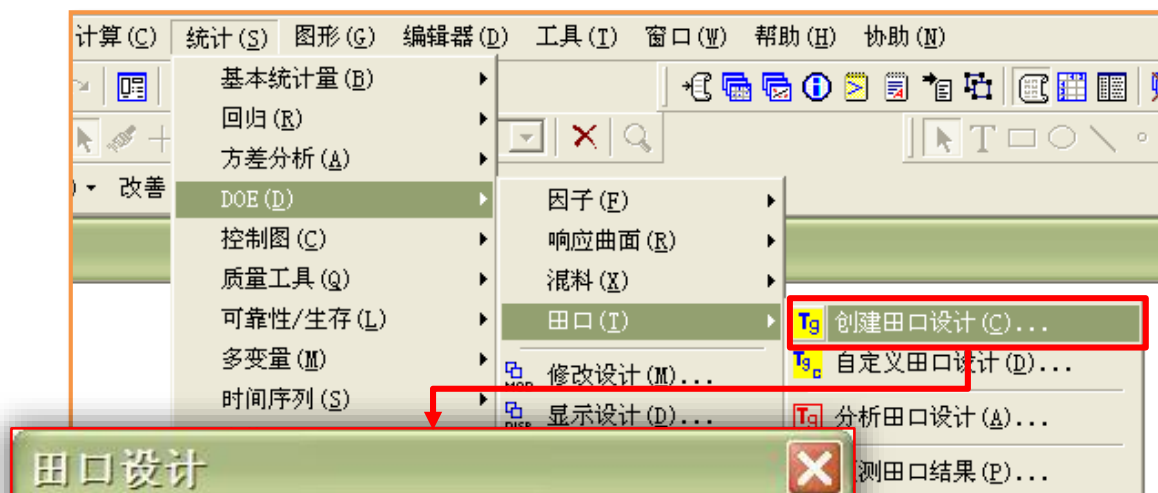 计算(C) 统计(S) 图形(G) 编辑器(D) 工具(T) 窗口(W) 帮助(H) 协助(N)
改善
基本统计量(B)
回归(R)
方差分析(A)
DOE(D)
控制图(C)
质量工具(Q)
可靠性/生存(L)
多变量(M)
时间序列(S)
因子(F)
响应曲面(R)
混料(X)
田口(T)
修改设计(M)...
显示设计(D)...
Tg 创建田口设计(C)...
Tgc 自定义田口设计(D)...
Tg 分析田口设计(A)...
测田口结果(P)...
田口设计